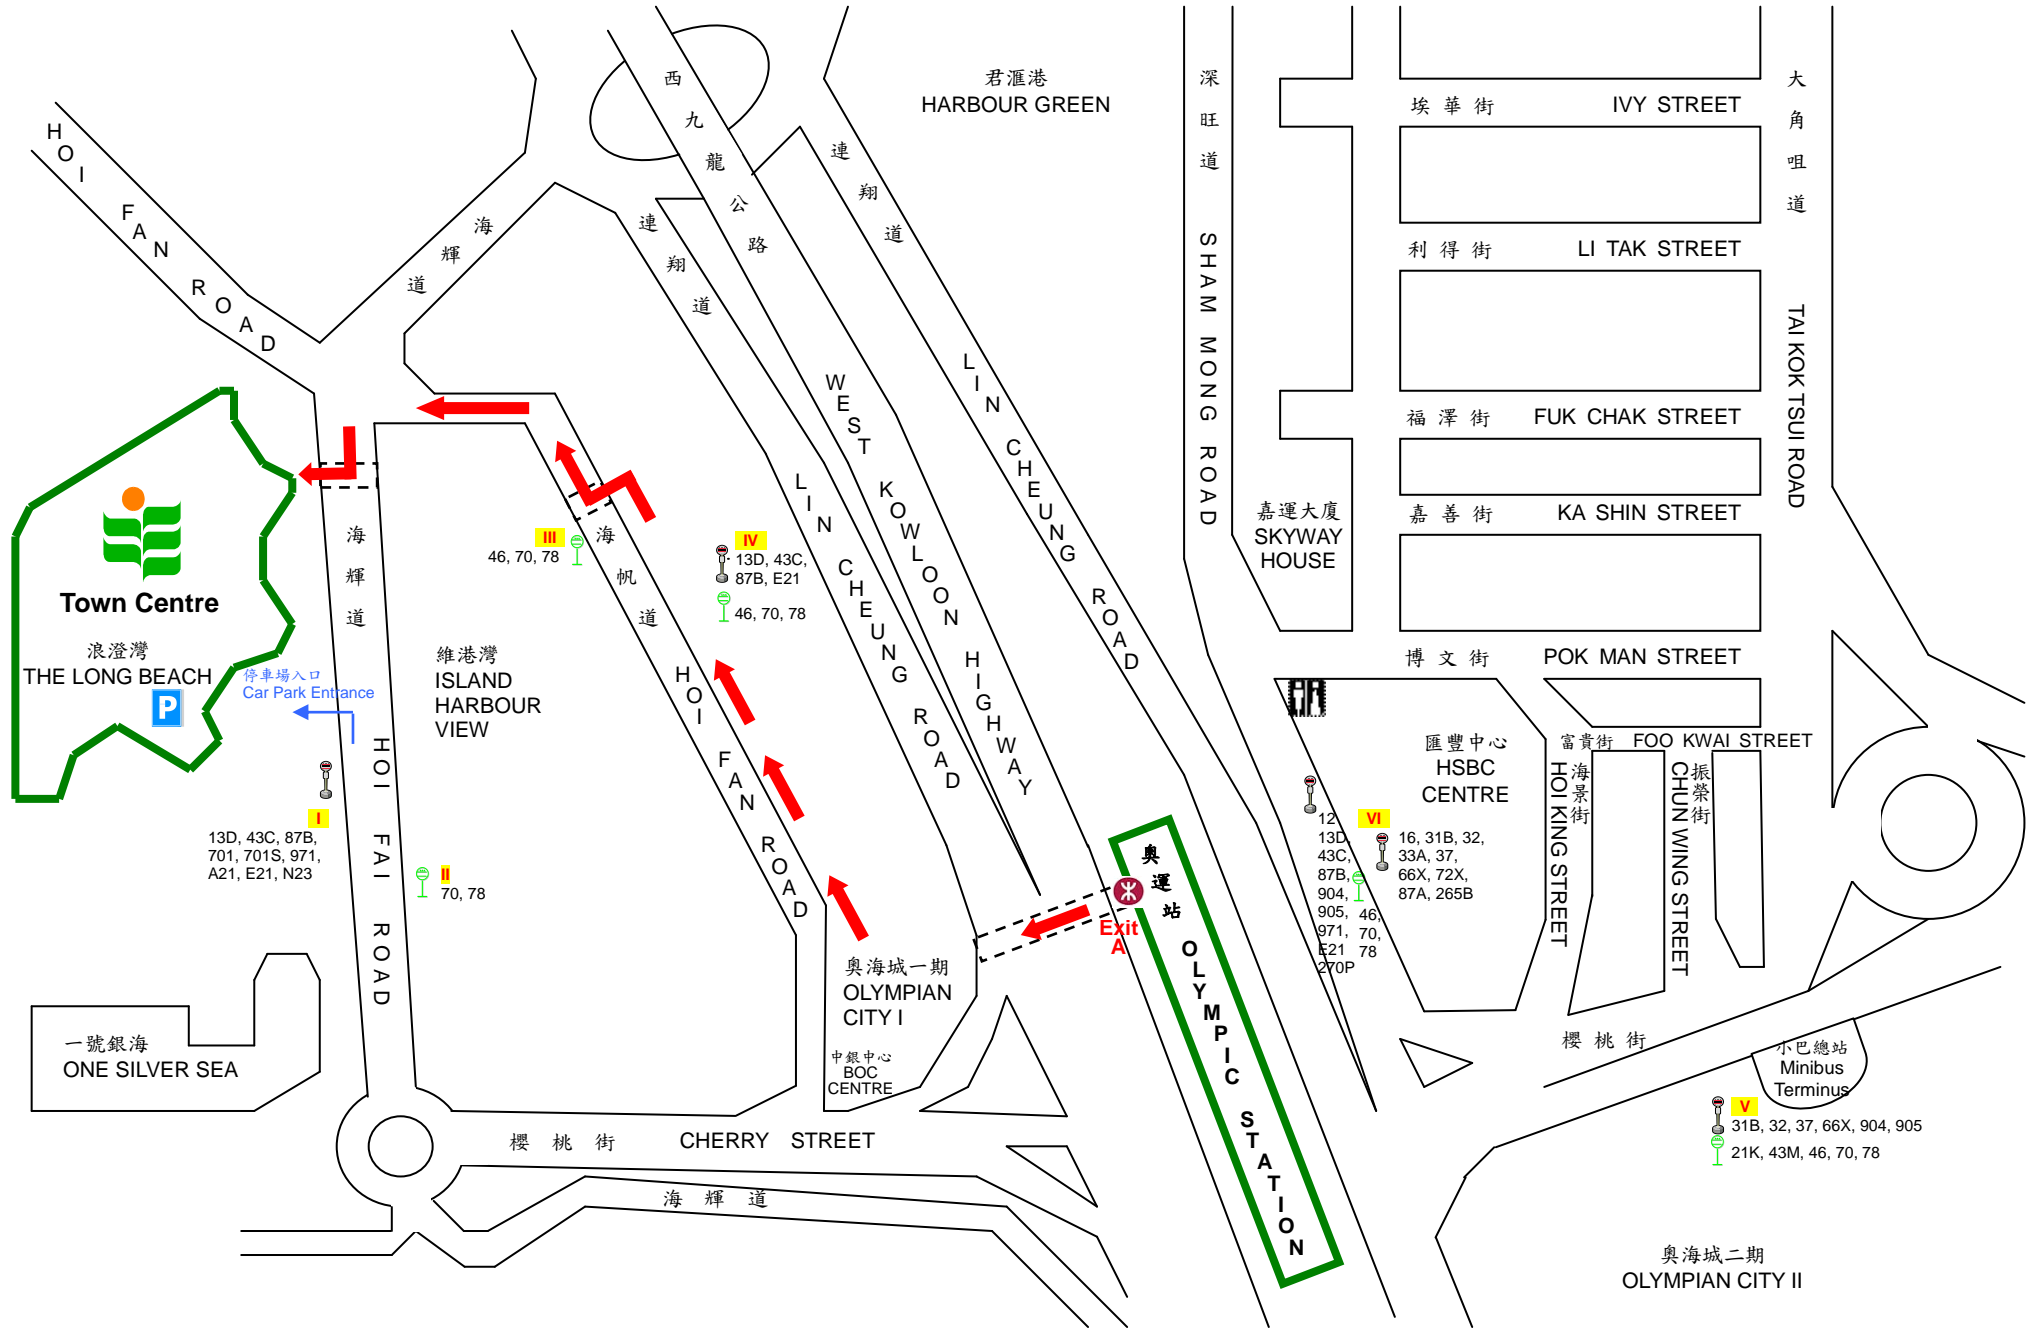 君滙港
HARBOUR GREEN
西九龍公路
WEST KOWLOON HIGHWAY
深旺道
SHAM MONG ROAD
大角咀道
TAI KOK TSUI ROAD
埃華街 IVY STREET
利得街 LI TAK STREET
福澤街 FUK CHAK STREET
嘉善街 KA SHIN STREET
博文街 POK MAN STREET
富貴街 FOO KWAI STREET
HOI FAN ROAD
海輝道
連翔道
LIN CHEUNG ROAD
連翔道
LIN CHEUNG ROAD
嘉運大廈
SKYWAY
HOUSE
Town Centre
浪澄灣
THE LONG BEACH
P
停車場入口
Car Park Entrance
海輝道
HOI FAI ROAD
維港灣
ISLAND
HARBOUR
VIEW
III
46, 70, 78
海帆道
HOI FAN ROAD
IV
13D, 43C,
87B, E21
46, 70, 78
I
13D, 43C, 87B,
701, 701S, 971,
A21, E21, N23
II
70, 78
匯豐中心
HSBC
CENTRE
海景街
HOI KING STREET
振榮街
CHUN WING STREET
12
13D,
43C,
87B,
904,
905,
971,
E21
270P
46,
70,
78
VI
16, 31B, 32,
33A, 37,
66X, 72X,
87A, 265B
奧運站
OLYMPIC STATION
Exit
A
奧海城一期
OLYMPIAN
CITY I
中銀中心
BOC
CENTRE
一號銀海
ONE SILVER SEA
櫻桃街 CHERRY STREET
海輝道
櫻桃街
小巴總站
Minibus
Terminus
V
31B, 32, 37, 66X, 904, 905
21K, 43M, 46, 70, 78
奧海城二期
OLYMPIAN CITY II